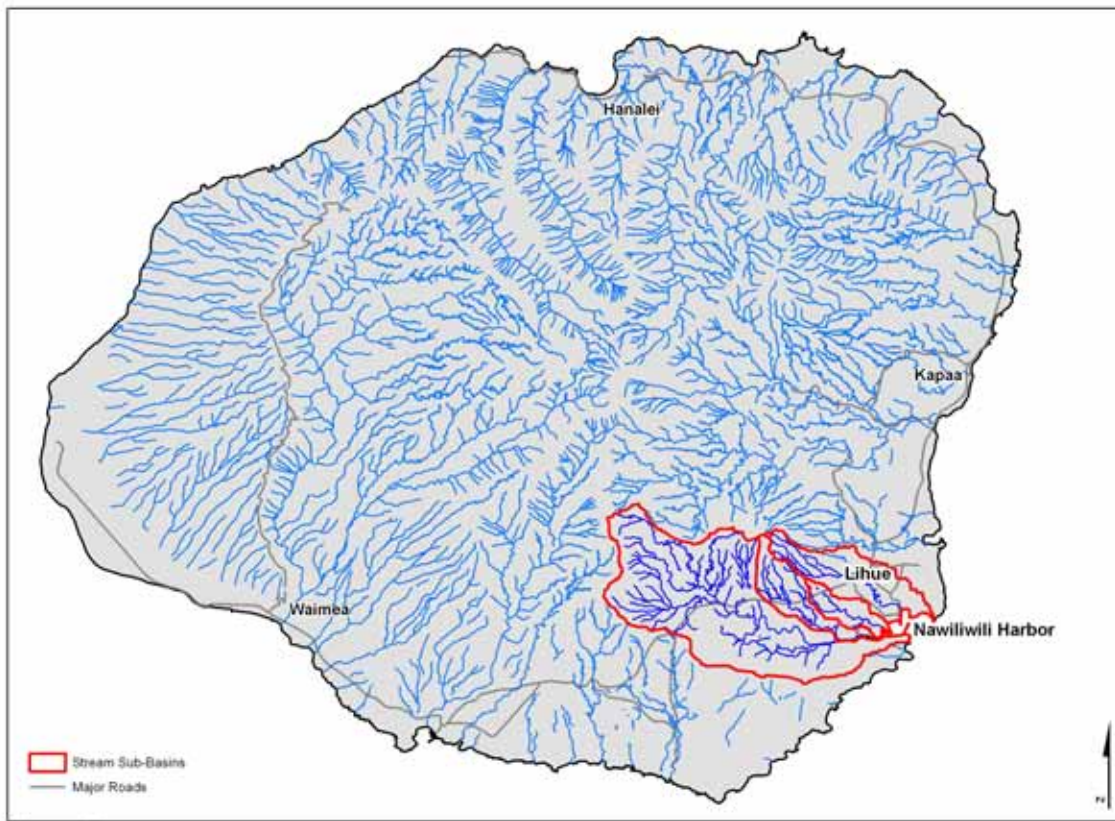 Hanalei
Kapaa
Lihue
Waimea
Nawiliwili Harbor
Stream Sub-Basins
Major Roads
N